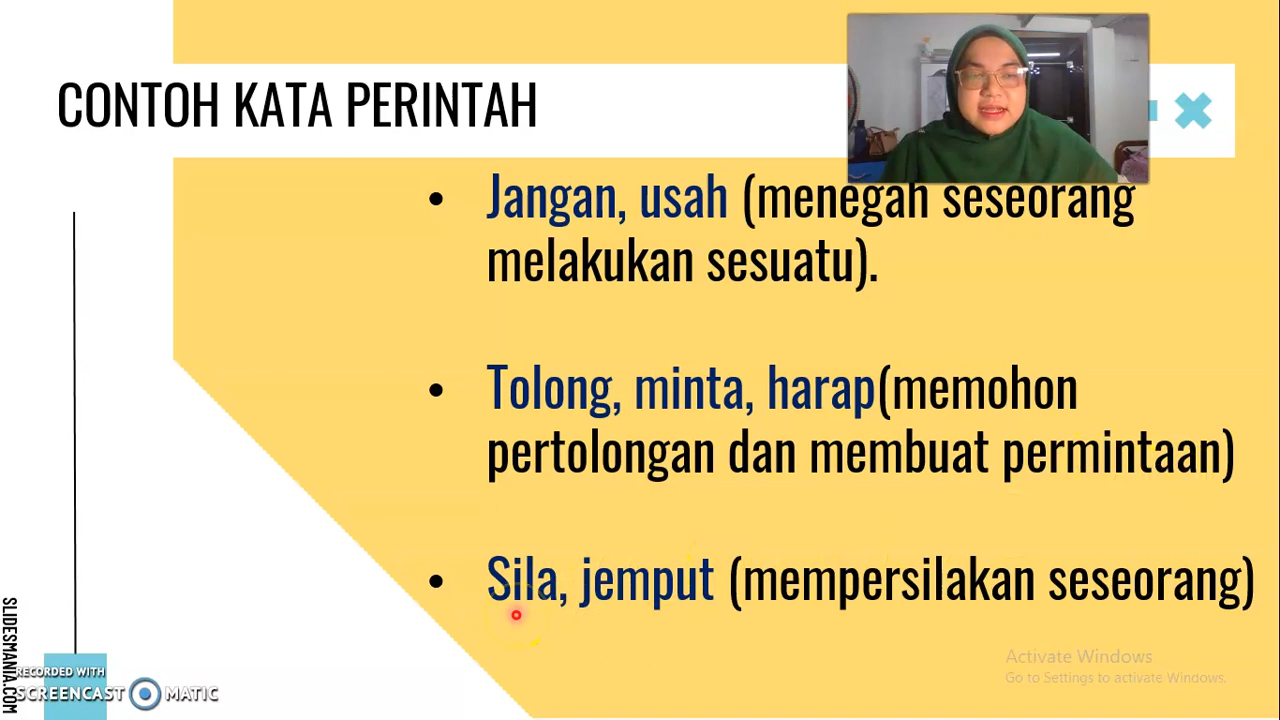 CONTOH KATA PERINTAH
• Jangan, usah (menegah seseorang
melakukan sesuatu).
• Tolong, minta, harap(memohon
pertolongan dan membuat permintaan)
• Sila, jemput (mempersilakan seseorang)
Activate Windows
Go to Settings to activate Windows.
SLIDESMANIA.COM
RECORDED WITH
SCREENCAST MATIC